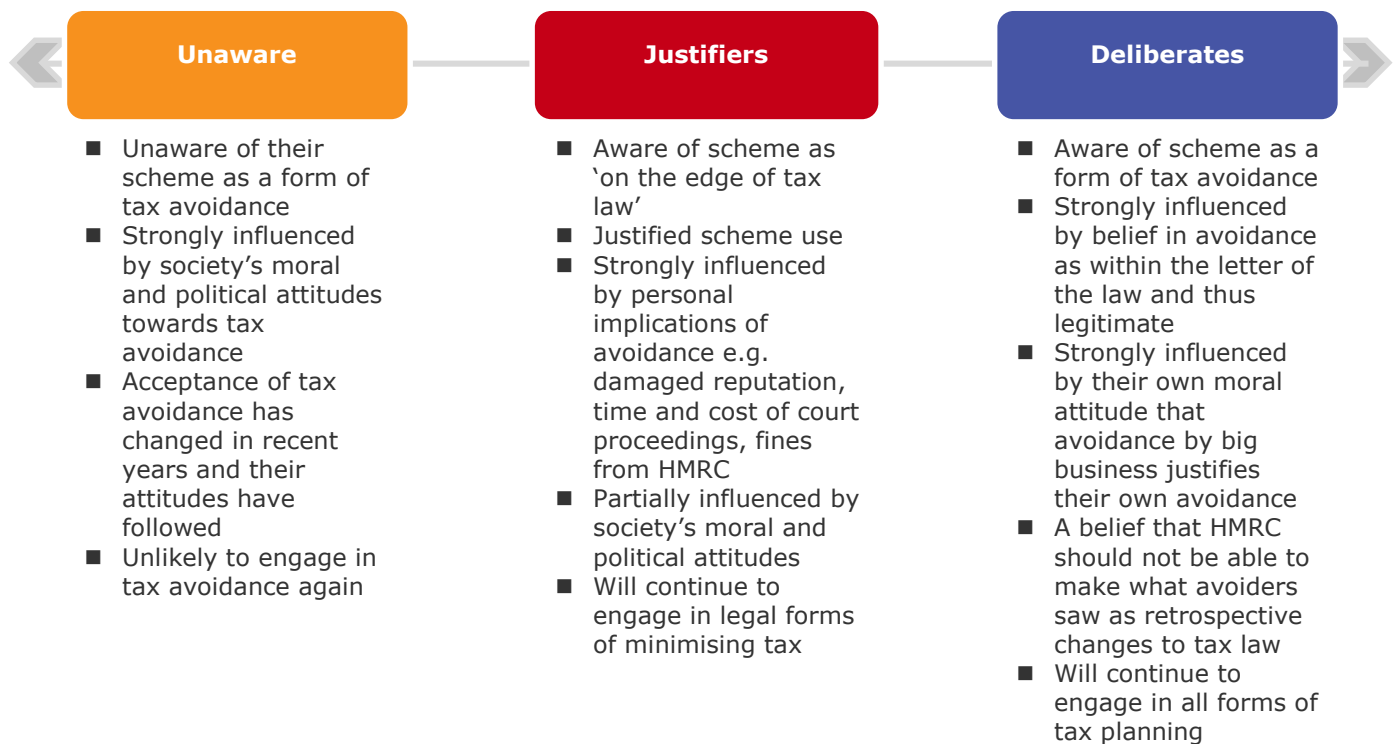 Unaware
■ Unaware of their
scheme as a form of
tax avoidance
■ Strongly influenced
by society's moral
and political attitudes
towards tax
avoidance
■ Acceptance of tax
avoidance has
changed in recent
years and their
attitudes have
followed
■ Unlikely to engage in
tax avoidance again
Justifiers
■ Aware of scheme as
‘on the edge of tax
law’
■ Justified scheme use
■ Strongly influenced
by personal
implications of
avoidance e.g.
damaged reputation,
time and cost of court
proceedings, fines
from HMRC
■ Partially influenced by
society's moral and
political attitudes
■ Will continue to
engage in legal forms
of minimising tax
Deliberates
■ Aware of scheme as a
form of tax avoidance
■ Strongly influenced
by belief in avoidance
as within the letter of
the law and thus
legitimate
■ Strongly influenced
by their own moral
attitude that
avoidance by big
business justifies
their own avoidance
■ A belief that HMRC
should not be able to
make what avoiders
saw as retrospective
changes to tax law
■ Will continue to
engage in all forms of
tax planning